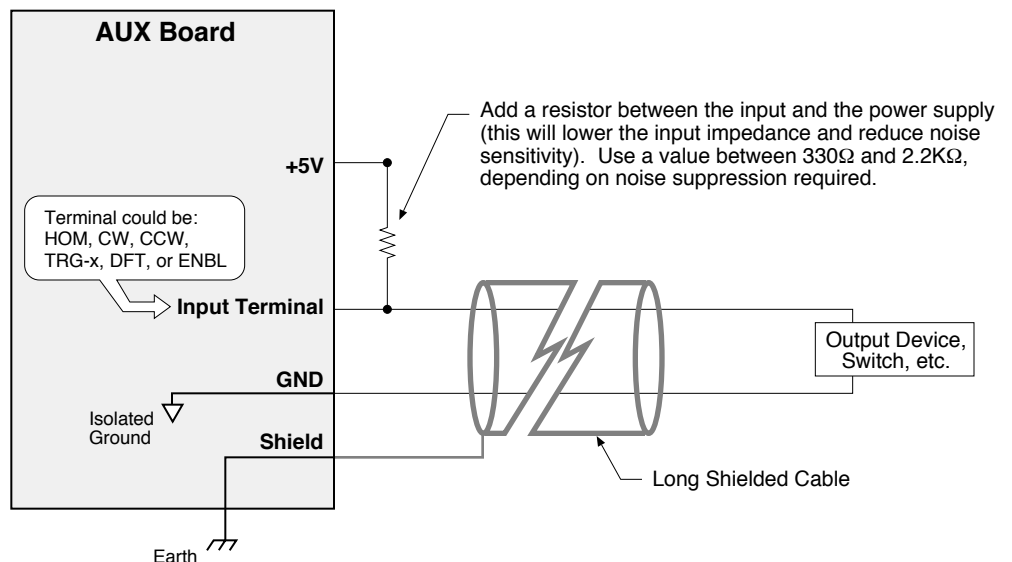 AUX Board
Add a resistor between the input and the power supply
(this will lower the input impedance and reduce noise
sensitivity).  Use a value between 330Ω and 2.2KΩ,
depending on noise suppression required.
+5V
Terminal could be:
HOM, CW, CCW,
TRG-x, DFT, or ENBL
Input Terminal
Output Device,
Switch, etc.
GND
Isolated
Ground
Shield
Long Shielded Cable
Earth